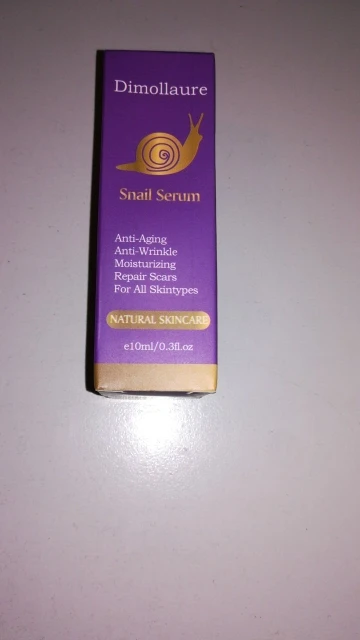 Dimollaure
Snail Serum
Anti-Aging
Anti-Wrinkle
Moisturizing
Repair Scars
For All Skintypes
NATURAL SKINCARE
e10ml/0.3fl.oz